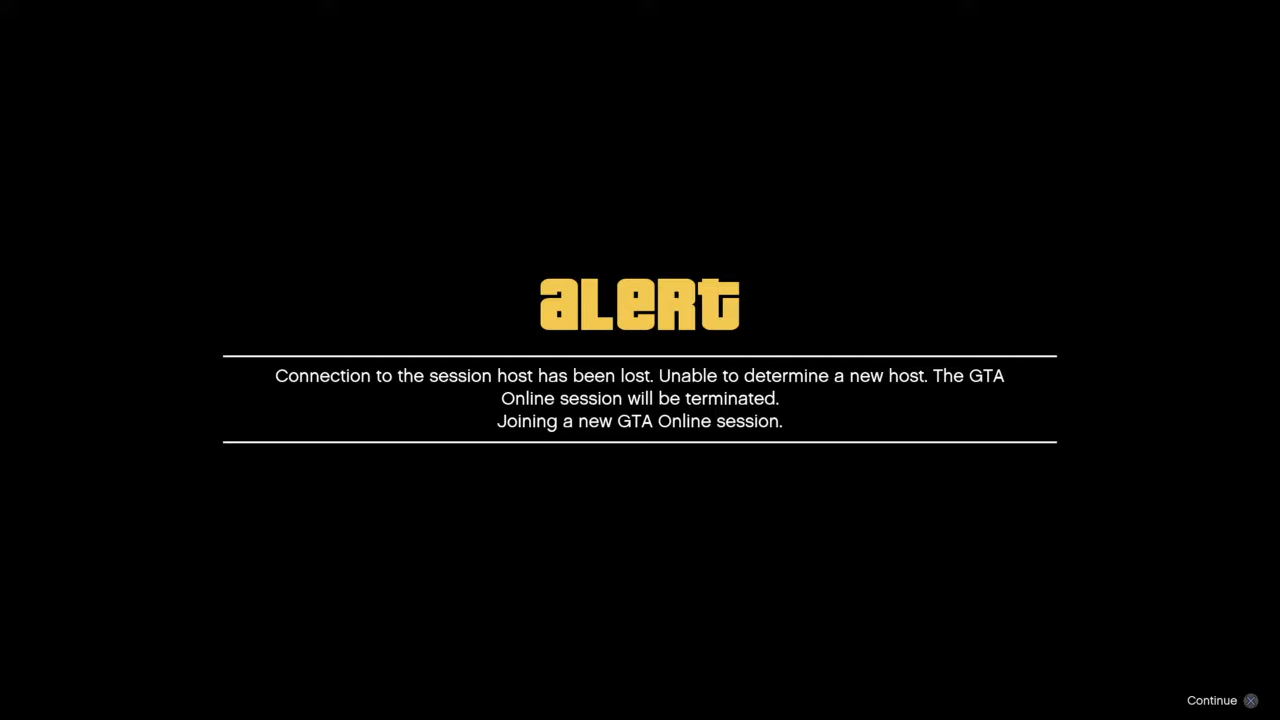 alert
Connection to the session host has been lost. Unable to determine a new host. The GTA
Online session will be terminated.
Joining a new GTA Online session.
Continue